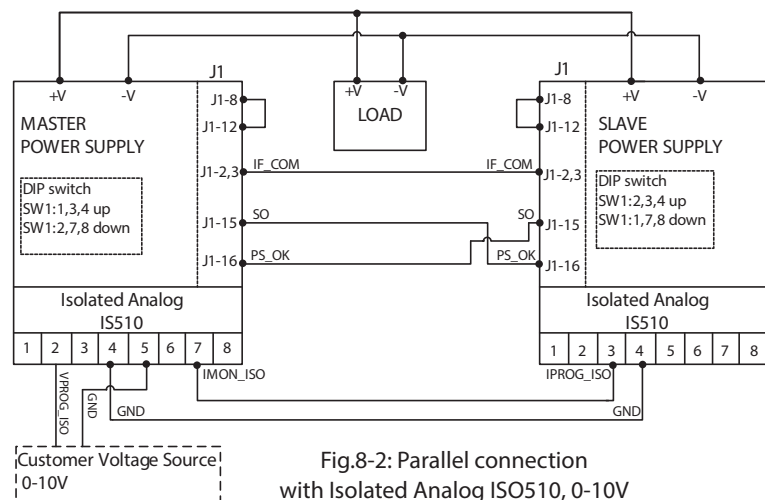 J1
J1
+V
-V
+V
-V
+V
-V
J1-8
J1-8
MASTER
POWER SUPPLY
LOAD
SLAVE
POWER SUPPLY
J1-12
J1-12
J1-2,3
IF_COM
IF_COM
J1-2,3
DIP switch
SW1:1,3,4 up
SW1:2,7,8 down
DIP switch
SW1:2,3,4 up
SW1:1,7,8 down
J1-15
SO
SO
J1-15
J1-16
PS_OK
PS_OK
J1-16
Isolated Analog
IS510
Isolated Analog
IS510
1 2 3 4 5 6 7 8
1 2 3 4 5 6 7 8
VPROG_ISO
GND
IMON_ISO
IPROG_ISO
GND
GND
Customer Voltage Source
0-10V
Fig.8-2: Parallel connection
with Isolated Analog ISO510, 0-10V